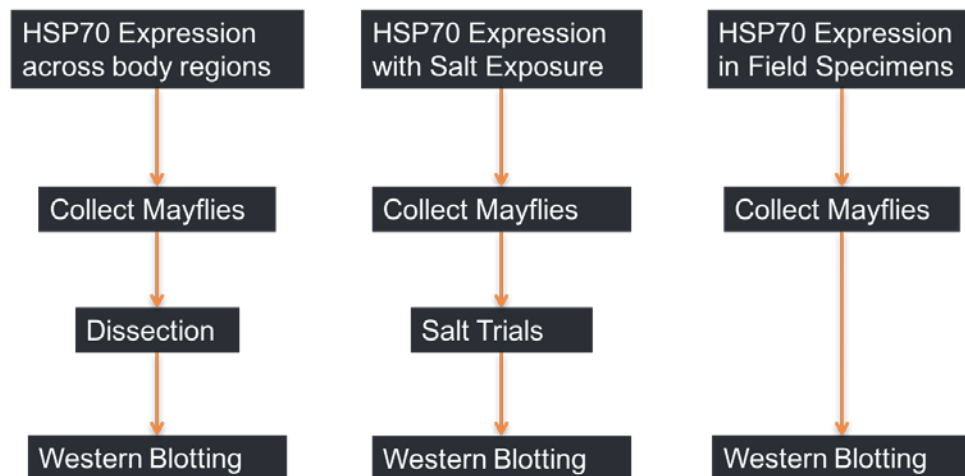 HSP70 Expression
across body regions
Collect Mayflies
Dissection
Western Blotting
HSP70 Expression
with Salt Exposure
Collect Mayflies
Salt Trials
Western Blotting
HSP70 Expression
in Field Specimens
Collect Mayflies
Western Blotting